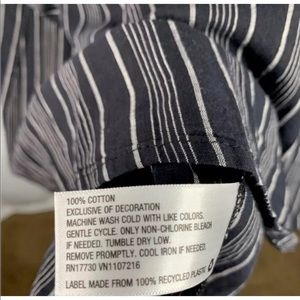 100% COTTON
EXCLUSIVE OF DECORATION
MACHINE WASH COLD WITH LIKE COLORS.
GENTLE CYCLE. ONLY NON-CHLORINE BLEACH
IF NEEDED. TUMBLE DRY LOW.
REMOVE PROMPTLY. COOL IRON IF NEEDED.
RN17730 VN1107216
LABEL MADE FROM 100% RECYCLED PLASTIC